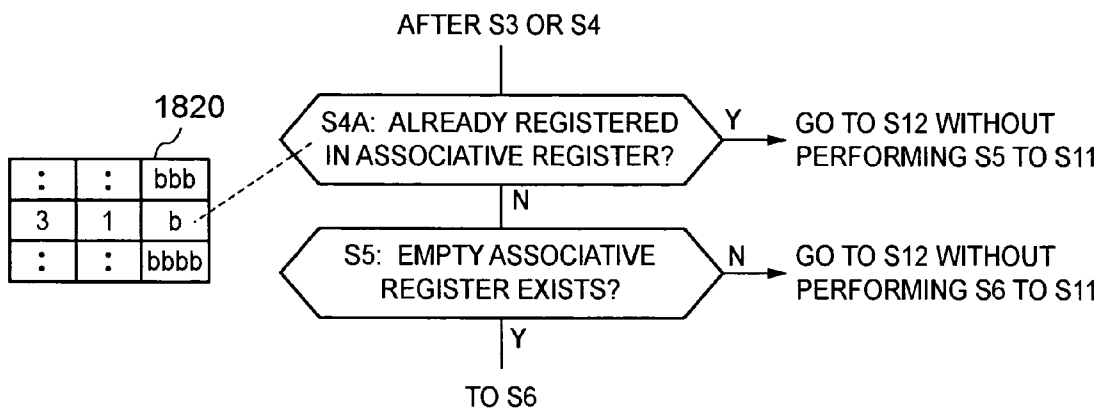 AFTER S3 OR S4
1820
S4A: ALREADY REGISTERED
IN ASSOCIATIVE REGISTER?
Y
GO TO S12 WITHOUT
PERFORMING S5 TO S11
: : bbb
3 1 b
: : bbbb
N
S5: EMPTY ASSOCIATIVE
REGISTER EXISTS?
N
GO TO S12 WITHOUT
PERFORMING S6 TO S11
Y
TO S6